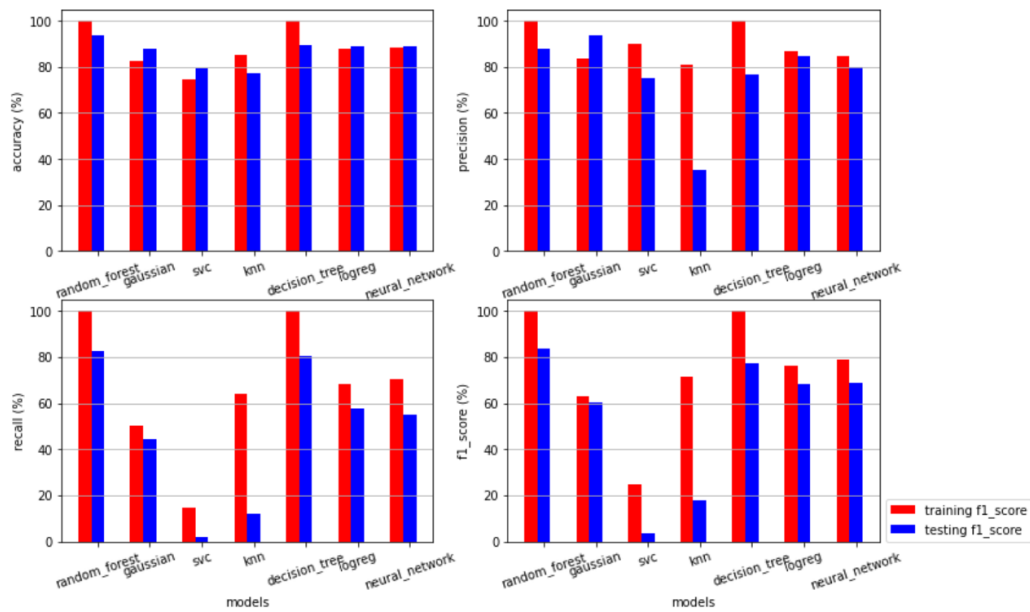 100
80
60
40
20
0
accuracy (%)
random_forest
gaussian
svc
knn
decision_tree
logreg
neural_network
100
80
60
40
20
0
precision (%)
random_forest
gaussian
svc
knn
decision_tree
logreg
neural_network
100
80
60
40
20
0
recall (%)
random_forest
gaussian
svc
knn
decision_tree
logreg
neural_network
models
100
80
60
40
20
0
f1_score (%)
random_forest
gaussian
svc
knn
decision_tree
logreg
neural_network
models
training f1_score
testing f1_score